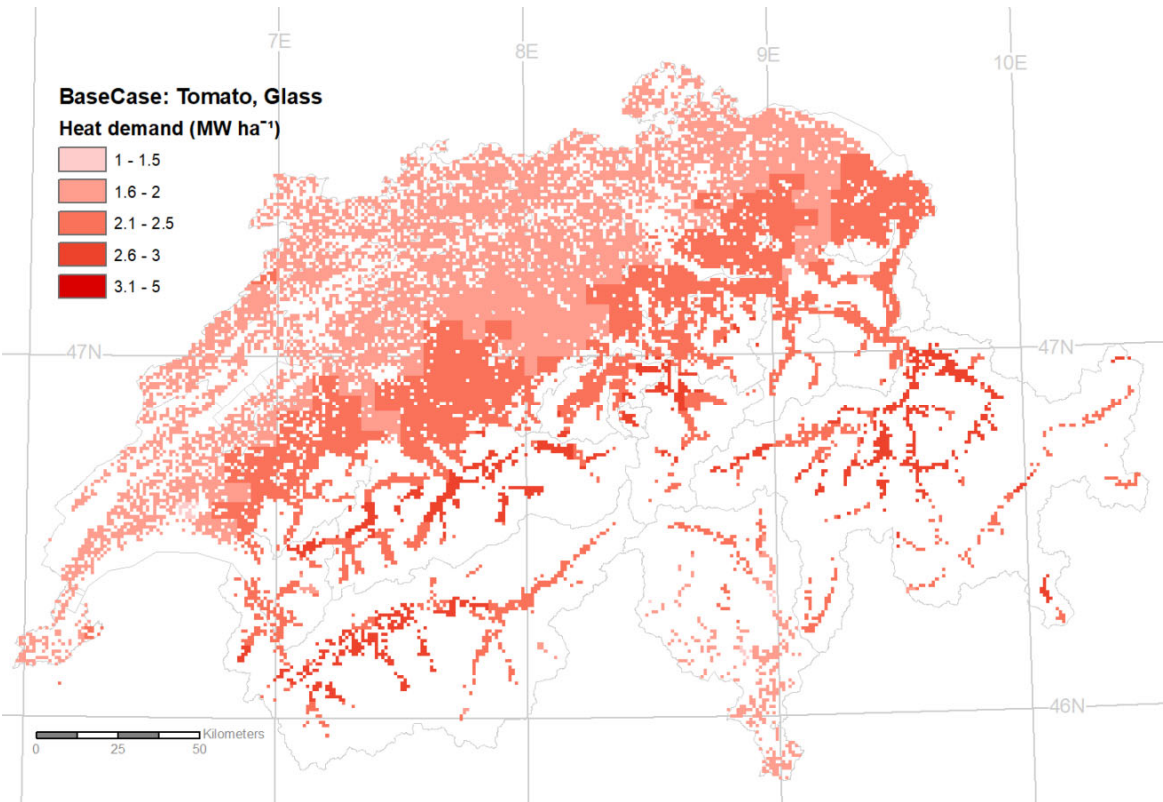 7E
8E
9E
10E
BaseCase: Tomato, Glass
Heat demand (MW ha⁻¹)
1 - 1.5
1.6 - 2
2.1 - 2.5
2.6 - 3
3.1 - 5
47N
47N
46N
Kilometers
0 25 50